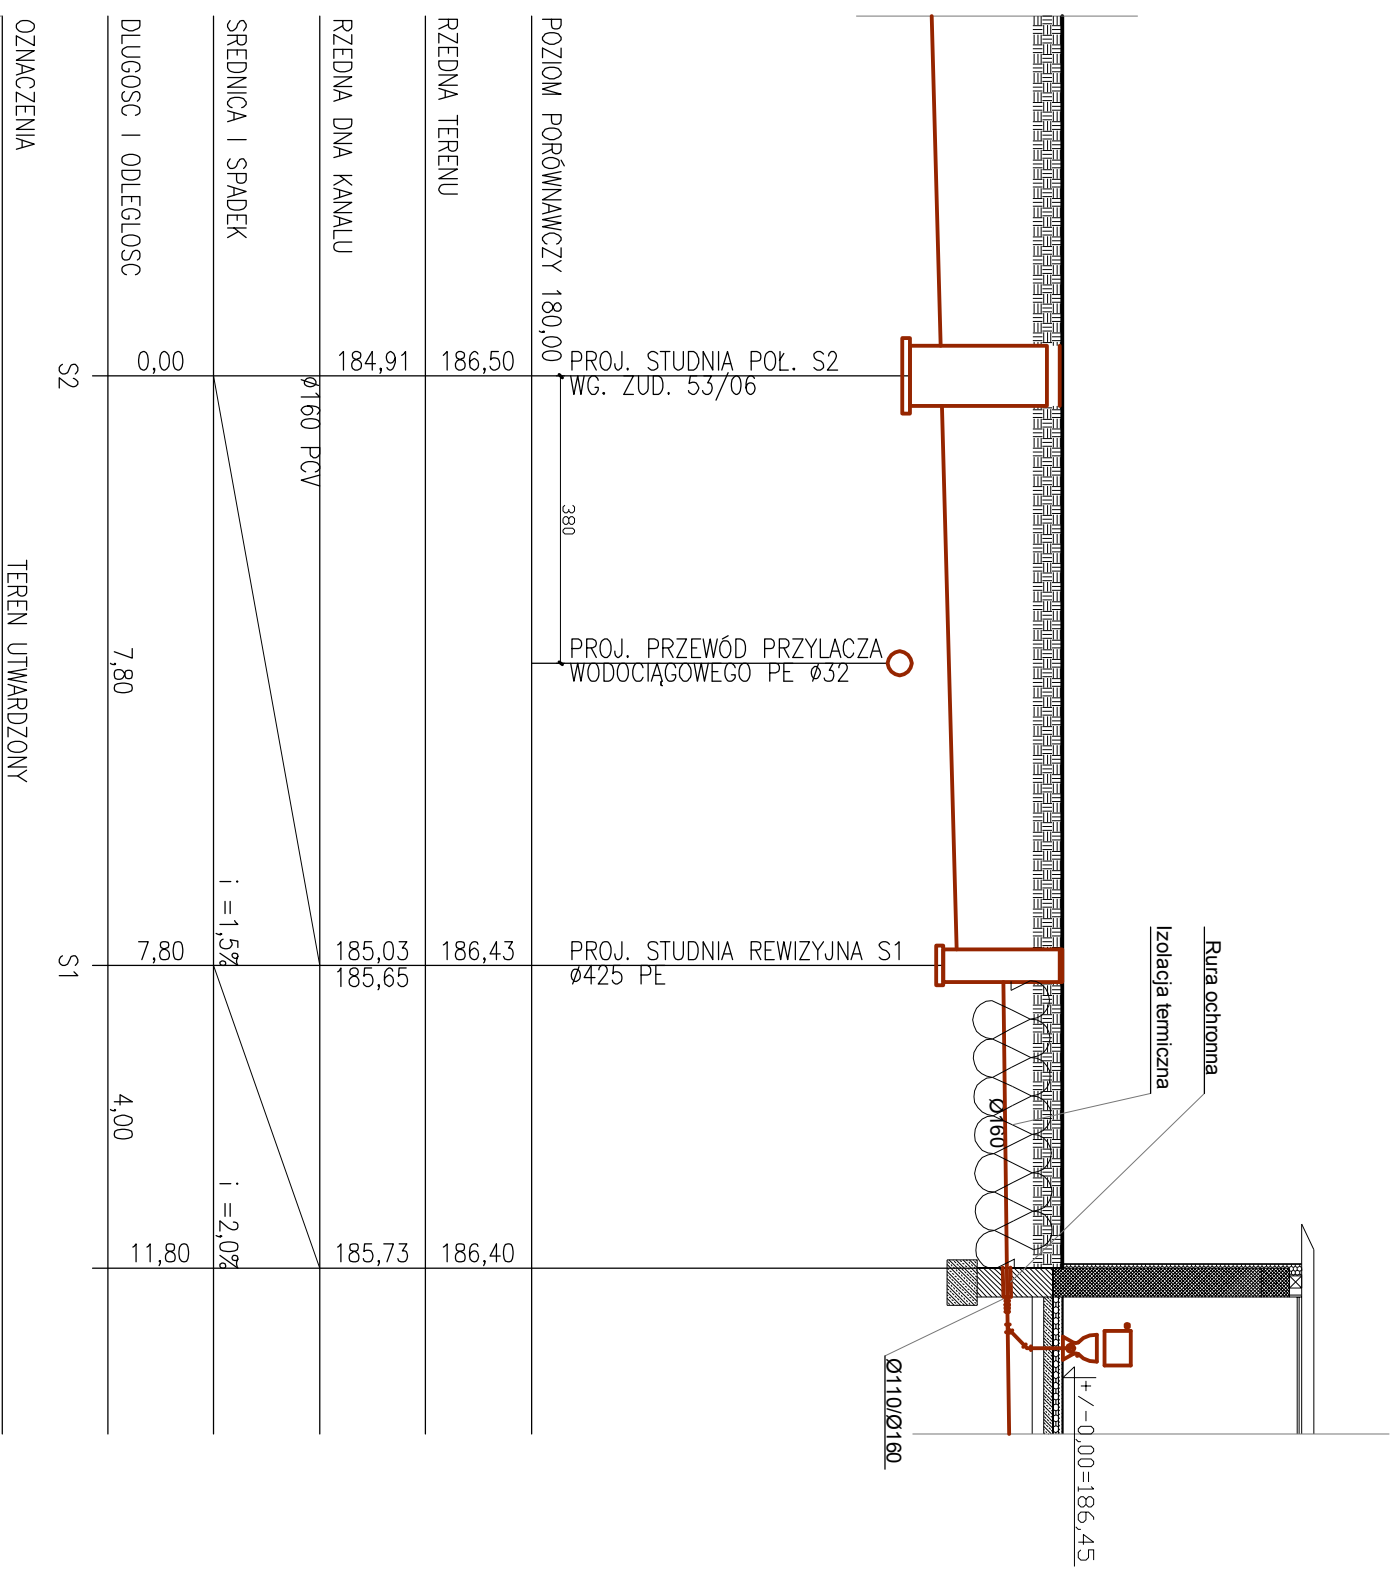 Rura ochronna
Izolacja termiczna
+/-0,00=186,45
Ø160
Ø110/Ø160
PROJ. STUDNIA POŁ. S2
WG. ZUD. 53/06
PROJ. PRZEWÓD PRZYLACZA
WODOCIĄGOWEGO PE ø32
PROJ. STUDNIA REWIZYJNA S1
ø425 PE
380
POZIOM PORÓWNAWCZY 180,00
RZEDNA TERENU
186,50
186,43
186,40
RZEDNA DNA KANALU
184,91
185,03
185,65
185,73
ø160 PCV
SREDNICA I SPADEK
i =1,5%
i =2,0%
DLUGOSC I ODLEGLOSC
0,00
7,80
7,80
4,00
11,80
S2
S1
OZNACZENIA
TEREN UTWARDZONY